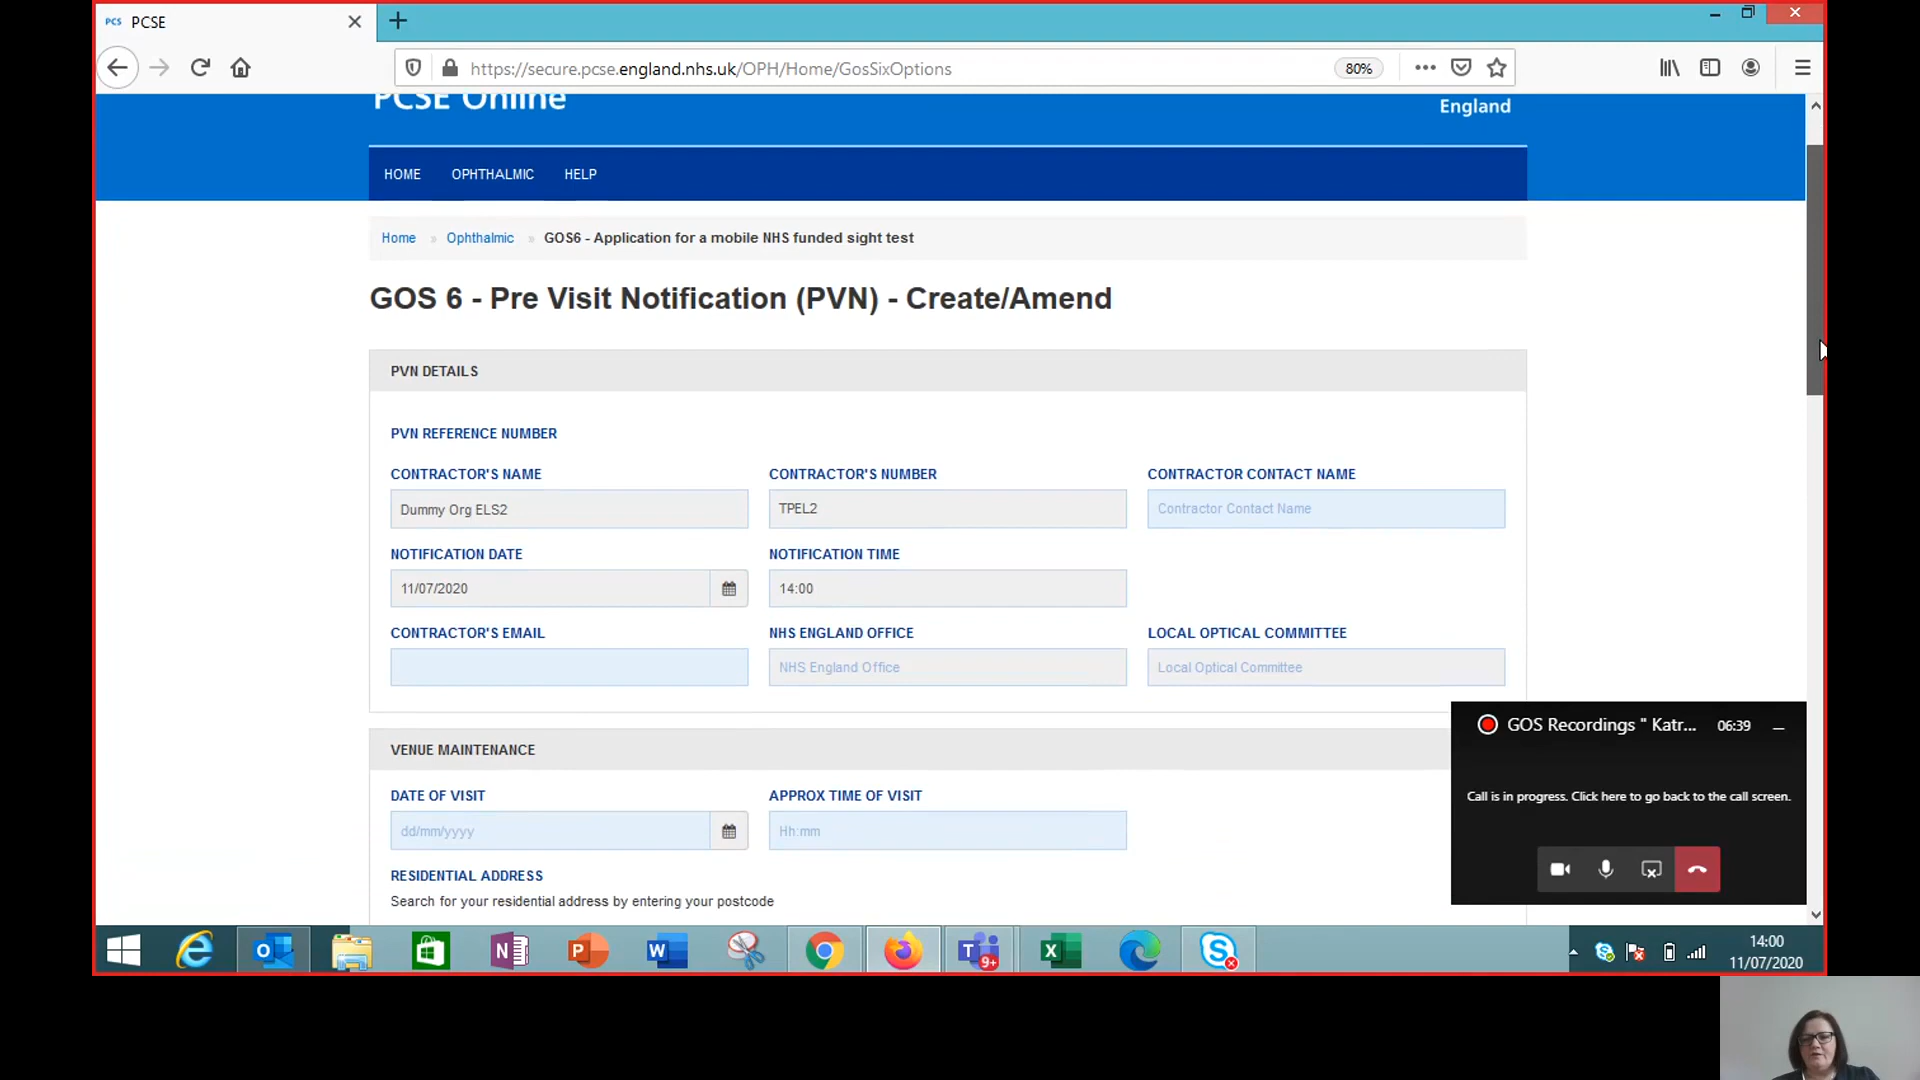 PCS PCSE
https://secure.pcse.england.nhs.uk/OPH/Home/GosSixOptions 80%
PCSE Online
England
HOME OPHTHALMIC HELP
Home » Ophthalmic » GOS6 - Application for a mobile NHS funded sight test
GOS 6 - Pre Visit Notification (PVN) - Create/Amend
PVN DETAILS
PVN REFERENCE NUMBER
CONTRACTOR'S NAME CONTRACTOR'S NUMBER CONTRACTOR CONTACT NAME
Dummy Org ELS2 TPEL2 Contractor Contact Name
NOTIFICATION DATE NOTIFICATION TIME
11/07/2020 14:00
CONTRACTOR'S EMAIL NHS ENGLAND OFFICE LOCAL OPTICAL COMMITTEE
NHS England Office Local Optical Committee
VENUE MAINTENANCE
DATE OF VISIT APPROX TIME OF VISIT
dd/mm/yyyy Hh:mm
RESIDENTIAL ADDRESS
Search for your residential address by entering your postcode
GOS Recordings " Katr... 06:39
Call is in progress. Click here to go back to the call screen.
9+
14:00
11/07/2020